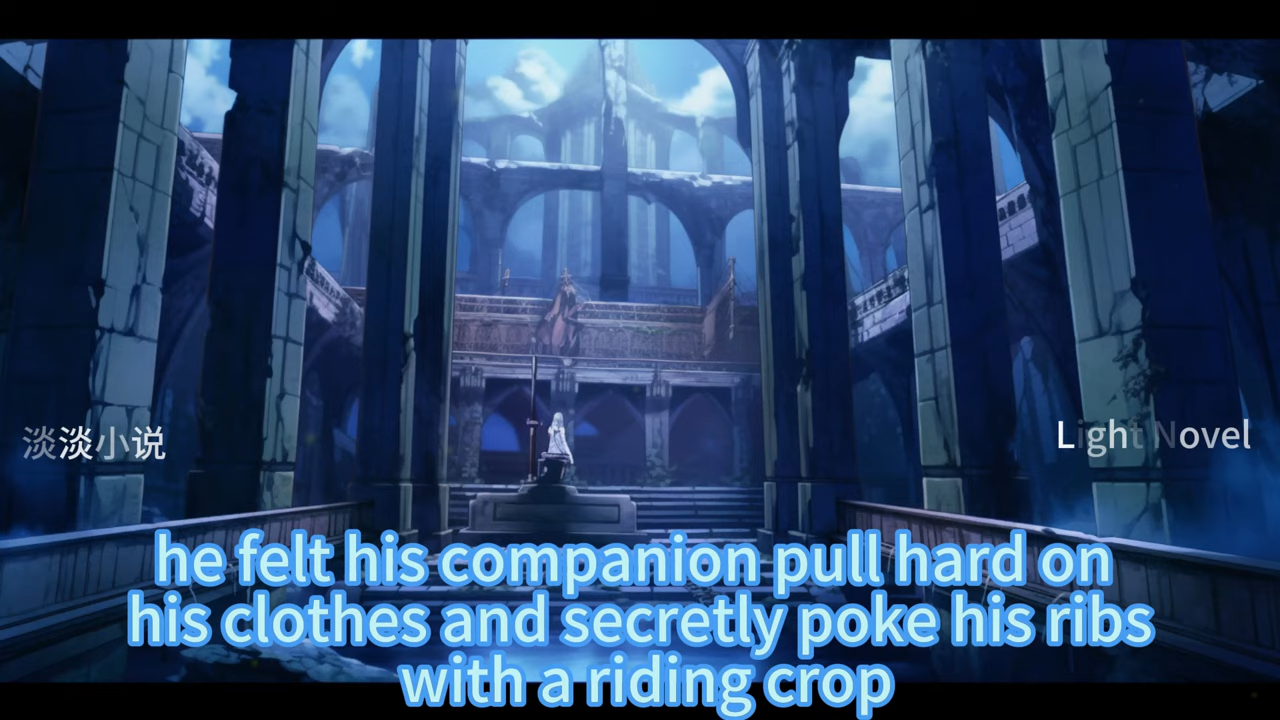 淡淡小说
Light Novel
he felt his companion pull hard on
his clothes and secretly poke his ribs
with a riding crop